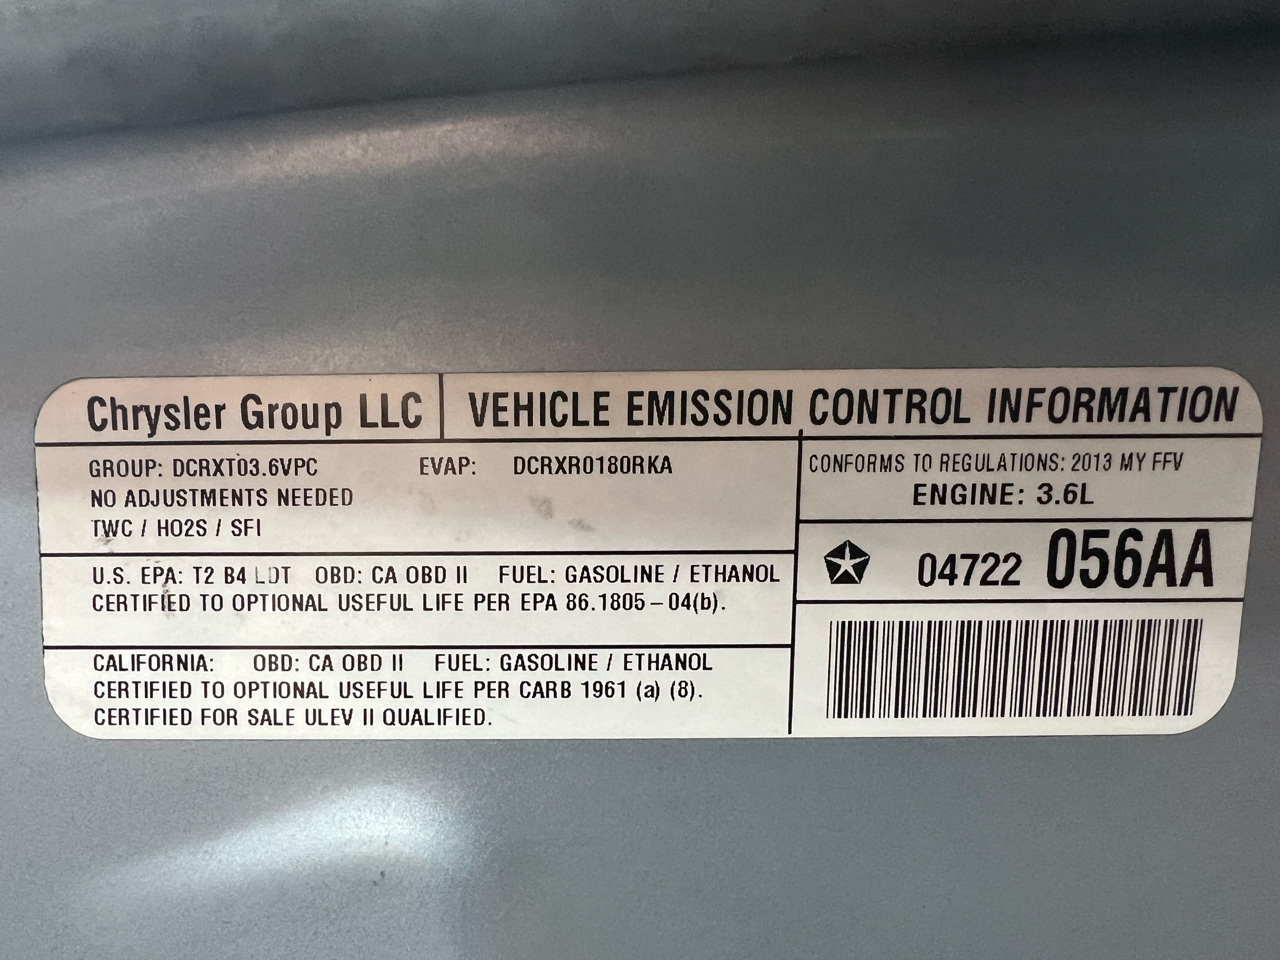 Chrysler Group LLC
VEHICLE EMISSION CONTROL INFORMATION
GROUP: DCRXT03.6VPC EVAP: DCRXR0180RKA
NO ADJUSTMENTS NEEDED
TWC / HO2S / SFI
CONFORMS TO REGULATIONS: 2013 MY FFV
ENGINE: 3.6L
04722 056AA
U.S. EPA: T2 B4 LDT OBD: CA OBD II FUEL: GASOLINE / ETHANOL
CERTIFIED TO OPTIONAL USEFUL LIFE PER EPA 86.1805-04(b).
CALIFORNIA: OBD: CA OBD II FUEL: GASOLINE / ETHANOL
CERTIFIED TO OPTIONAL USEFUL LIFE PER CARB 1961 (a) (8).
CERTIFIED FOR SALE ULEV II QUALIFIED.